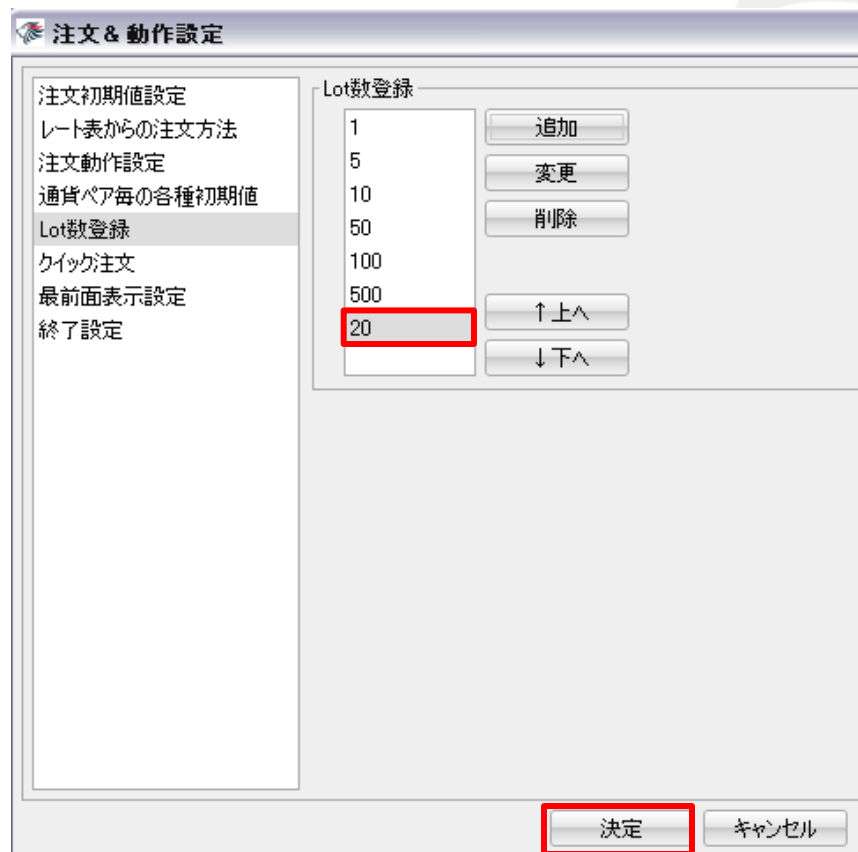 注文&動作設定
注文初期値設定
レート表からの注文方法
注文動作設定
通貨ペア毎の各種初期値
Lot数登録
クイック注文
最前面表示設定
終了設定
Lot数登録
1
5
10
50
100
500
20
追加
変更
削除
↑上へ
↓下へ
決定
キャンセル